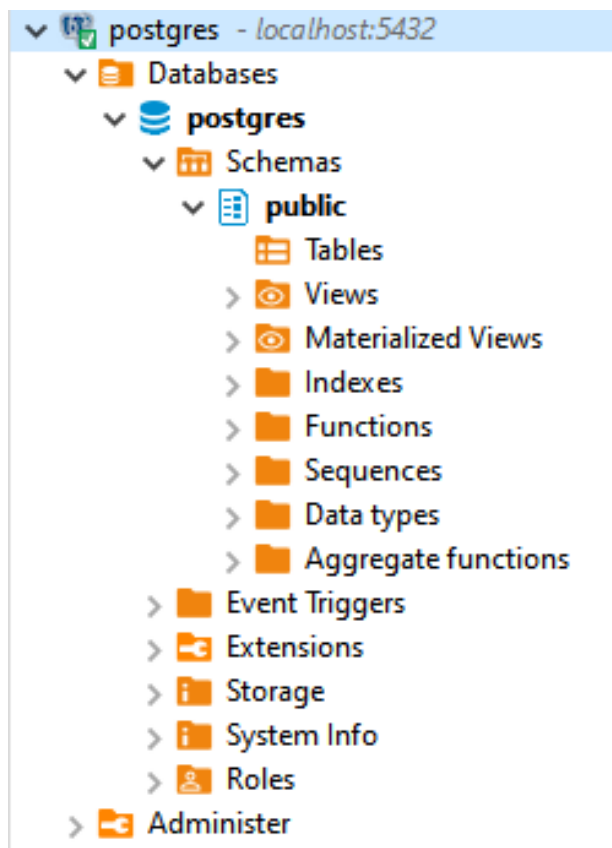 postgres - localhost:5432
Databases
postgres
Schemas
public
Tables
Views
Materialized Views
Indexes
Functions
Sequences
Data types
Aggregate functions
Event Triggers
Extensions
Storage
System Info
Roles
Administer